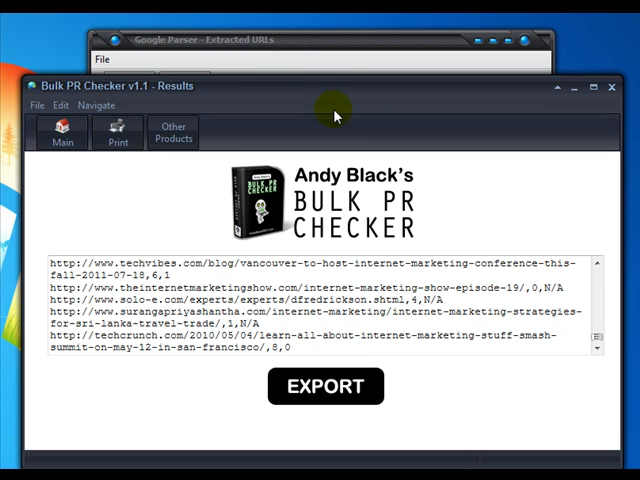 Google Parser - Extracted URLs
File
Bulk PR Checker v1.1 - Results
File Edit Navigate
Main Print Other Products
Andy Black's
BULK PR
CHECKER
BULK PR
CHECKER
http://www.techvibes.com/blog/vancouver-to-host-internet-marketing-conference-this-
fall-2011-07-18,6,1
http://www.theinternetmarketingshow.com/internet-marketing-show-episode-19/,0,N/A
http://www.solo-e.com/experts/experts/dfredrickson.shtml,4,N/A
http://www.surangapriyashantha.com/internet-marketing/internet-marketing-strategies-
for-sri-lanka-travel-trade/,1,N/A
http://techcrunch.com/2010/05/04/learn-all-about-internet-marketing-stuff-smash-
summit-on-may-12-in-san-francisco/,8,0
EXPORT